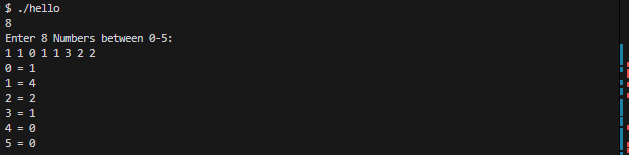 $ ./hello
8
Enter 8 Numbers between 0-5:
1 1 0 1 1 3 2 2
0 = 1
1 = 4
2 = 2
3 = 1
4 = 0
5 = 0